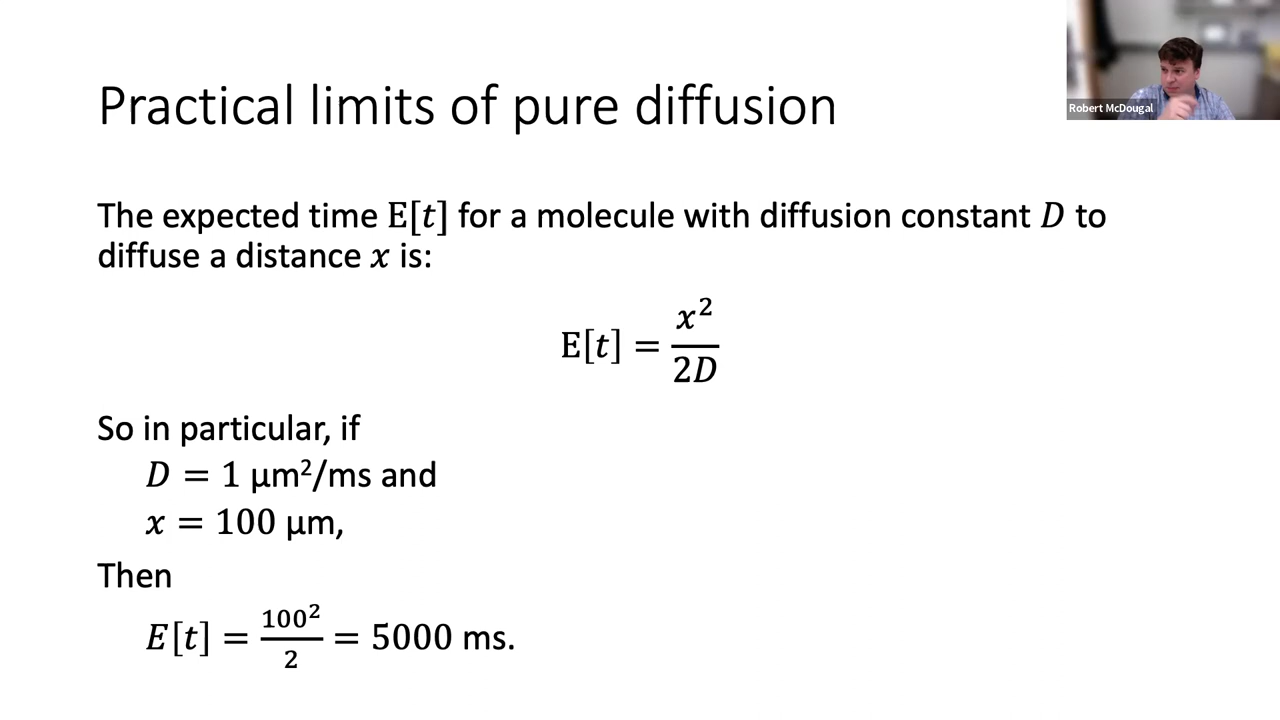 Practical limits of pure diffusion
Robert McDougal
The expected time E[𝑡] for a molecule with diffusion constant 𝐷 to
diffuse a distance 𝑥 is:
E[𝑡] = 𝑥²/2𝐷
So in particular, if
𝐷 = 1 µm²/ms and
𝑥 = 100 µm,
Then
𝐸[𝑡] = 100²/2 = 5000 ms.